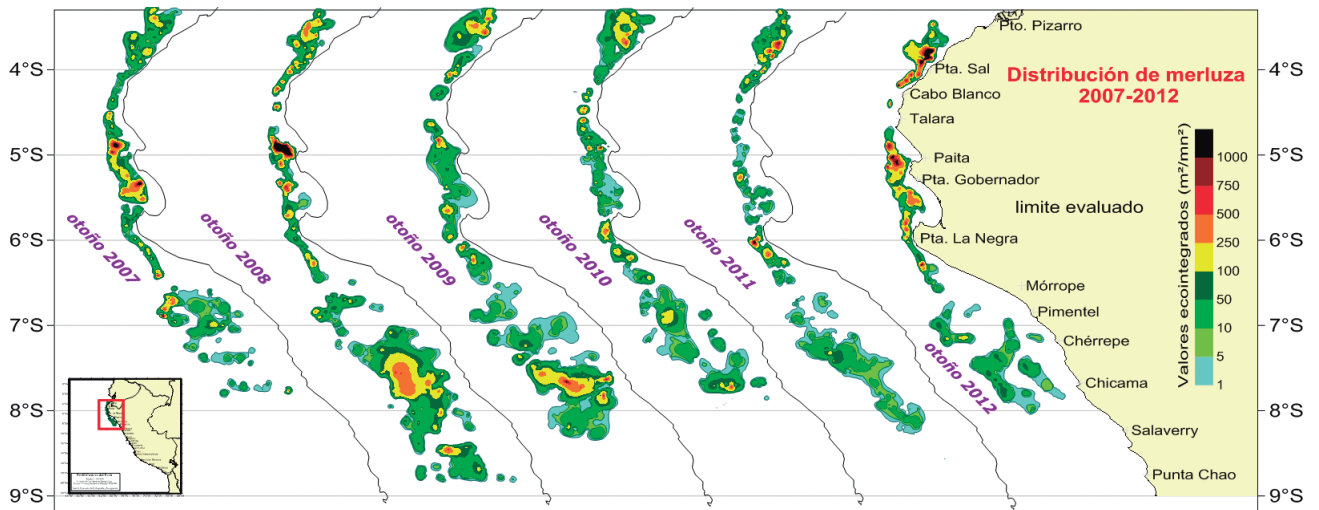 Pto. Pizarro
4°S
Pta. Sal
4°S
Distribución de merluza
2007-2012
Cabo Blanco
Talara
5°S
Paita
5°S
Pta. Gobernador
limite evaluado
6°S
Pta. La Negra
6°S
otoño 2007
otoño 2008
otoño 2009
otoño 2010
otoño 2011
otoño 2012
Mórrope
Pimentel
7°S
Chérrepe
7°S
Chicama
8°S
8°S
Salaverry
Punta Chao
9°S
9°S
Valores ecointegrados (m²/mn²)
1000
750
500
250
100
50
10
5
1